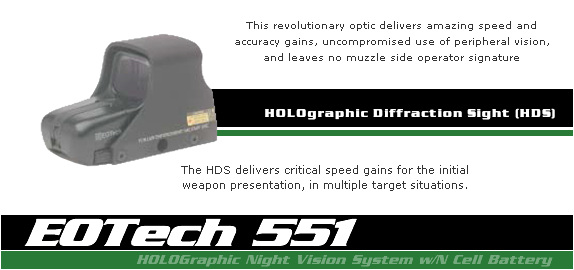 This revolutionary optic delivers amazing speed and
accuracy gains, uncompromised use of peripheral vision,
and leaves no muzzle side operator signature
HOLOgraphic Diffraction Sight (HDS)
EOTech
The HDS delivers critical speed gains for the initial
weapon presentation, in multiple target situations.
EOTech 551
HOLOGraphic Night Vision System w/N Cell Battery